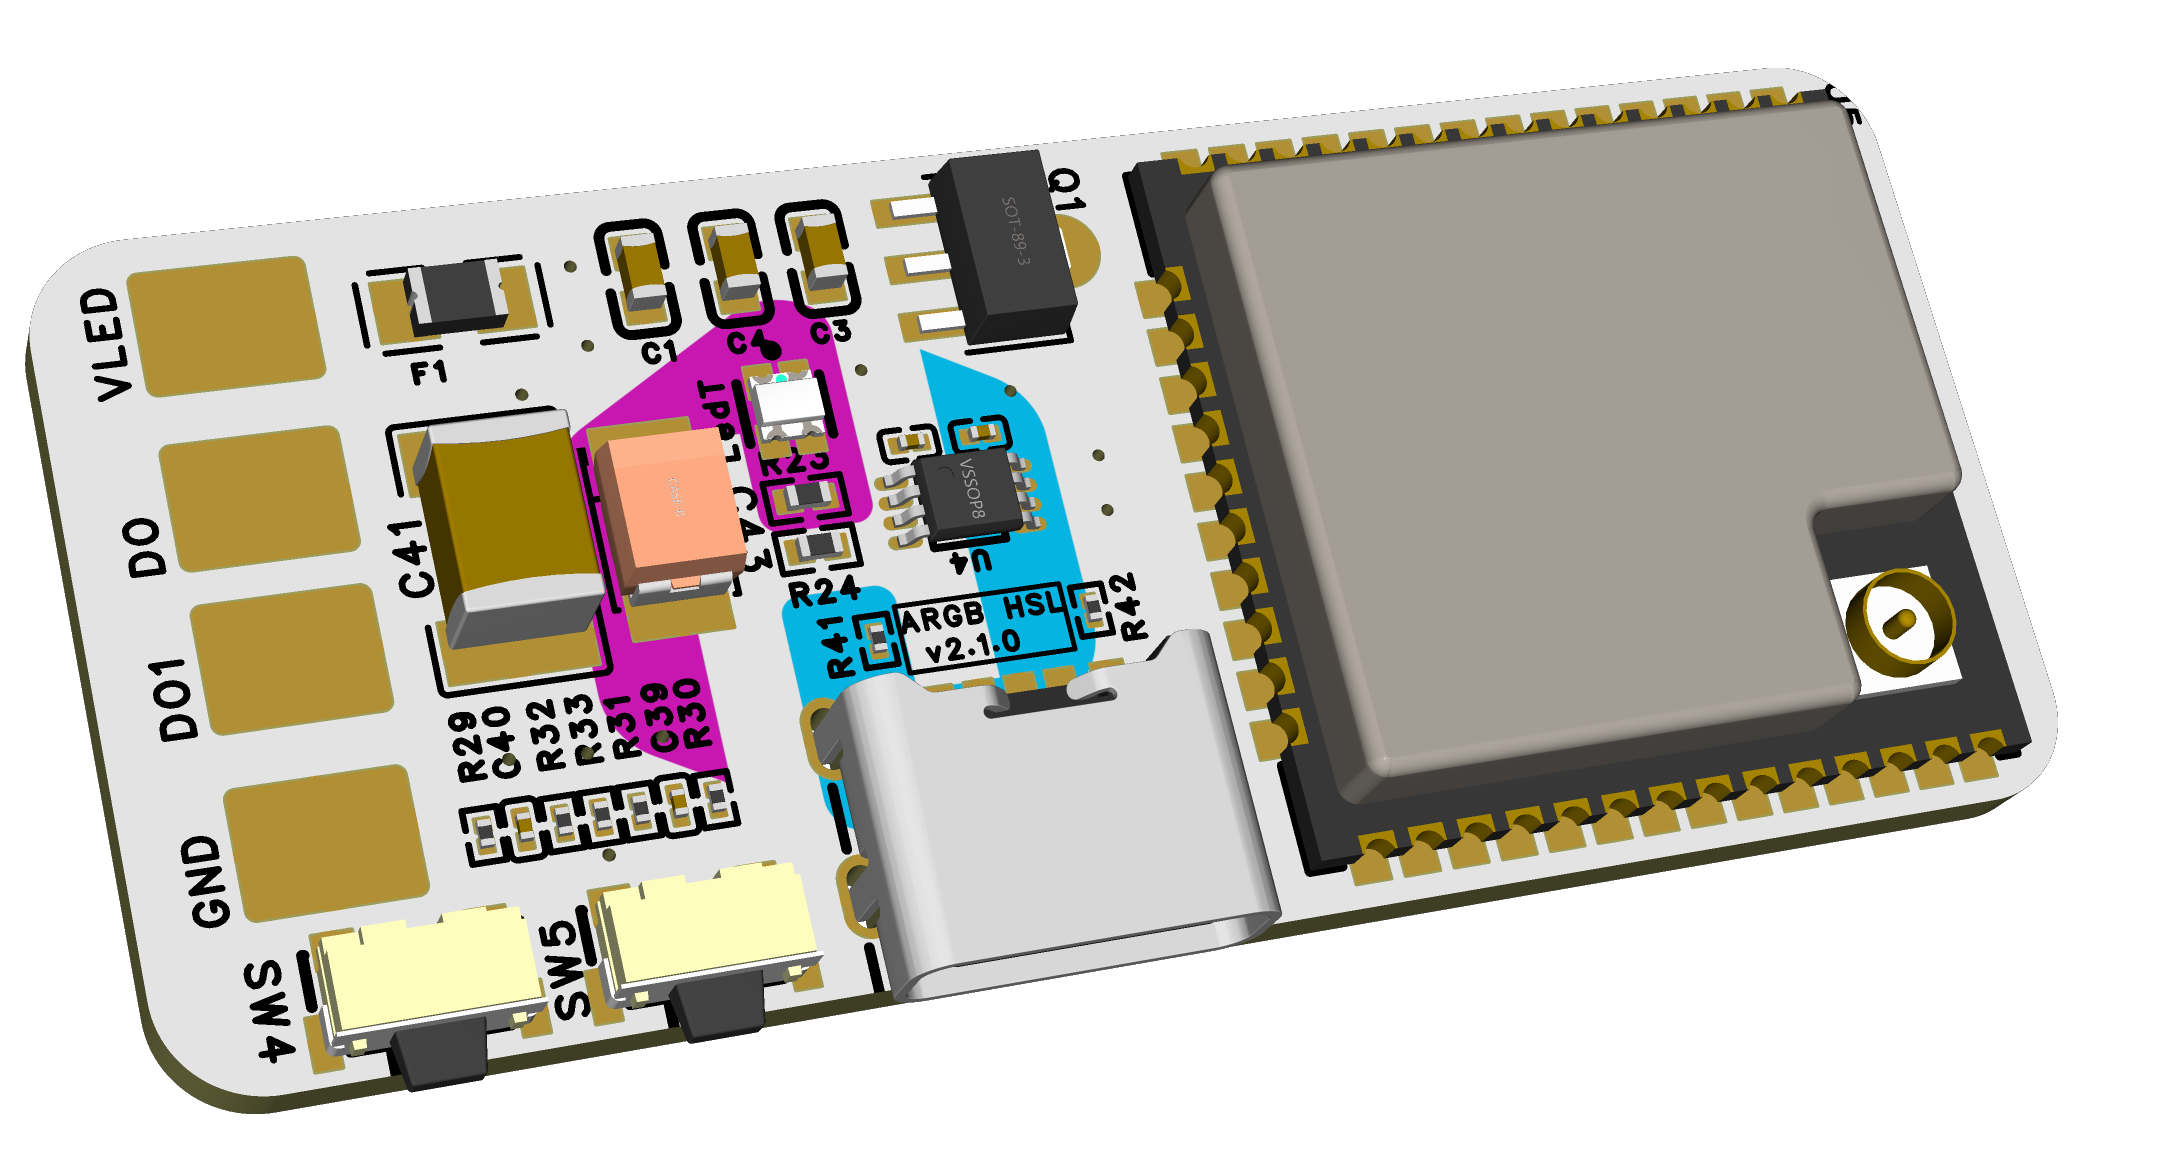 VLED
DO
DO1
GND
F1
C1
C4
C3
Q1
SOT-89-3
LedT
R23
C43
R24
C41
VSSOP8
U4
ARGB HSL
v2.1.0
R41
R42
R29
C40
R32
R33
R31
C39
R30
SW4
SW5